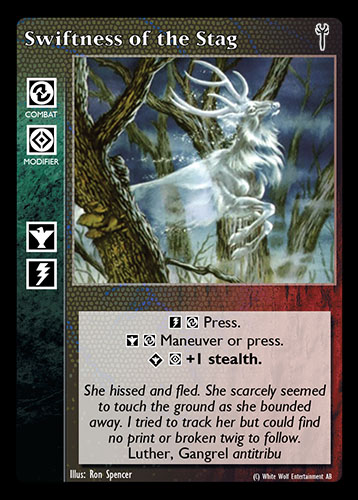 Swiftness of the Stag
COMBAT
MODIFIER
Press.
Maneuver or press.
+1 stealth.
She hissed and fled. She scarcely seemed
to touch the ground as she bounded
away. I tried to track her but could find
no print or broken twig to follow.
Luther, Gangrel antitribu
Illus: Ron Spencer
(C) White Wolf Entertainment AB